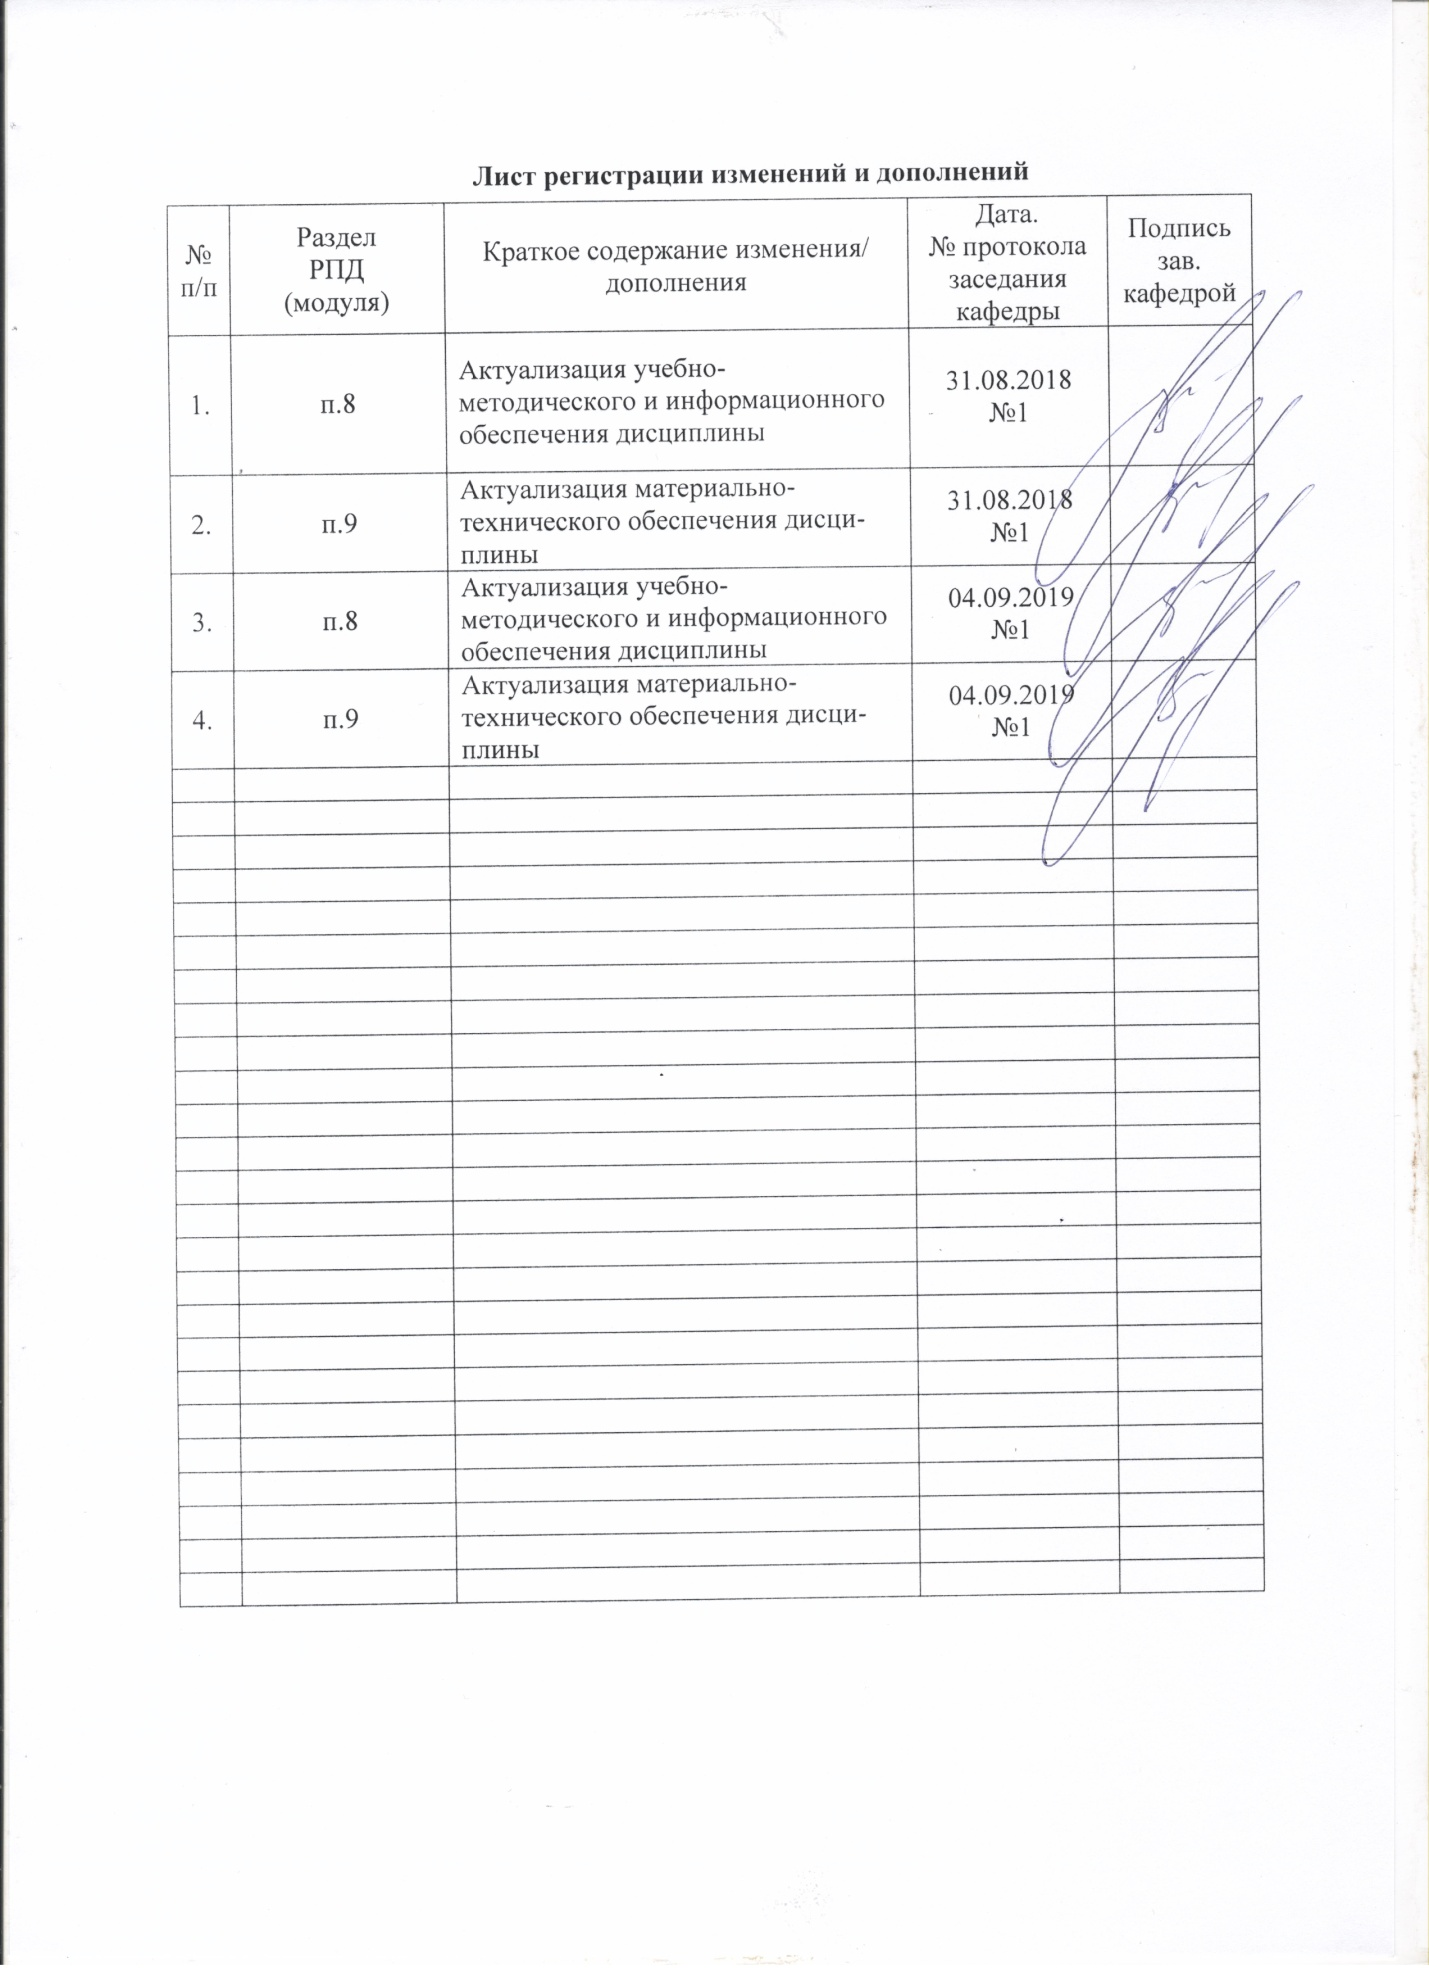 Лист регистрации изменений и дополнений
№
п/п
Раздел
РПД
(модуля)
Краткое содержание изменения/
дополнения
Дата.
№ протокола
заседания
кафедры
Подпись
зав.
кафедрой
1.
п.8
Актуализация учебно-
методического и информационного
обеспечения дисциплины
31.08.2018
№1
2.
п.9
Актуализация материально-
технического обеспечения дисци-
плины
31.08.2018
№1
3.
п.8
Актуализация учебно-
методического и информационного
обеспечения дисциплины
04.09.2019
№1
4.
п.9
Актуализация материально-
технического обеспечения дисци-
плины
04.09.2019
№1